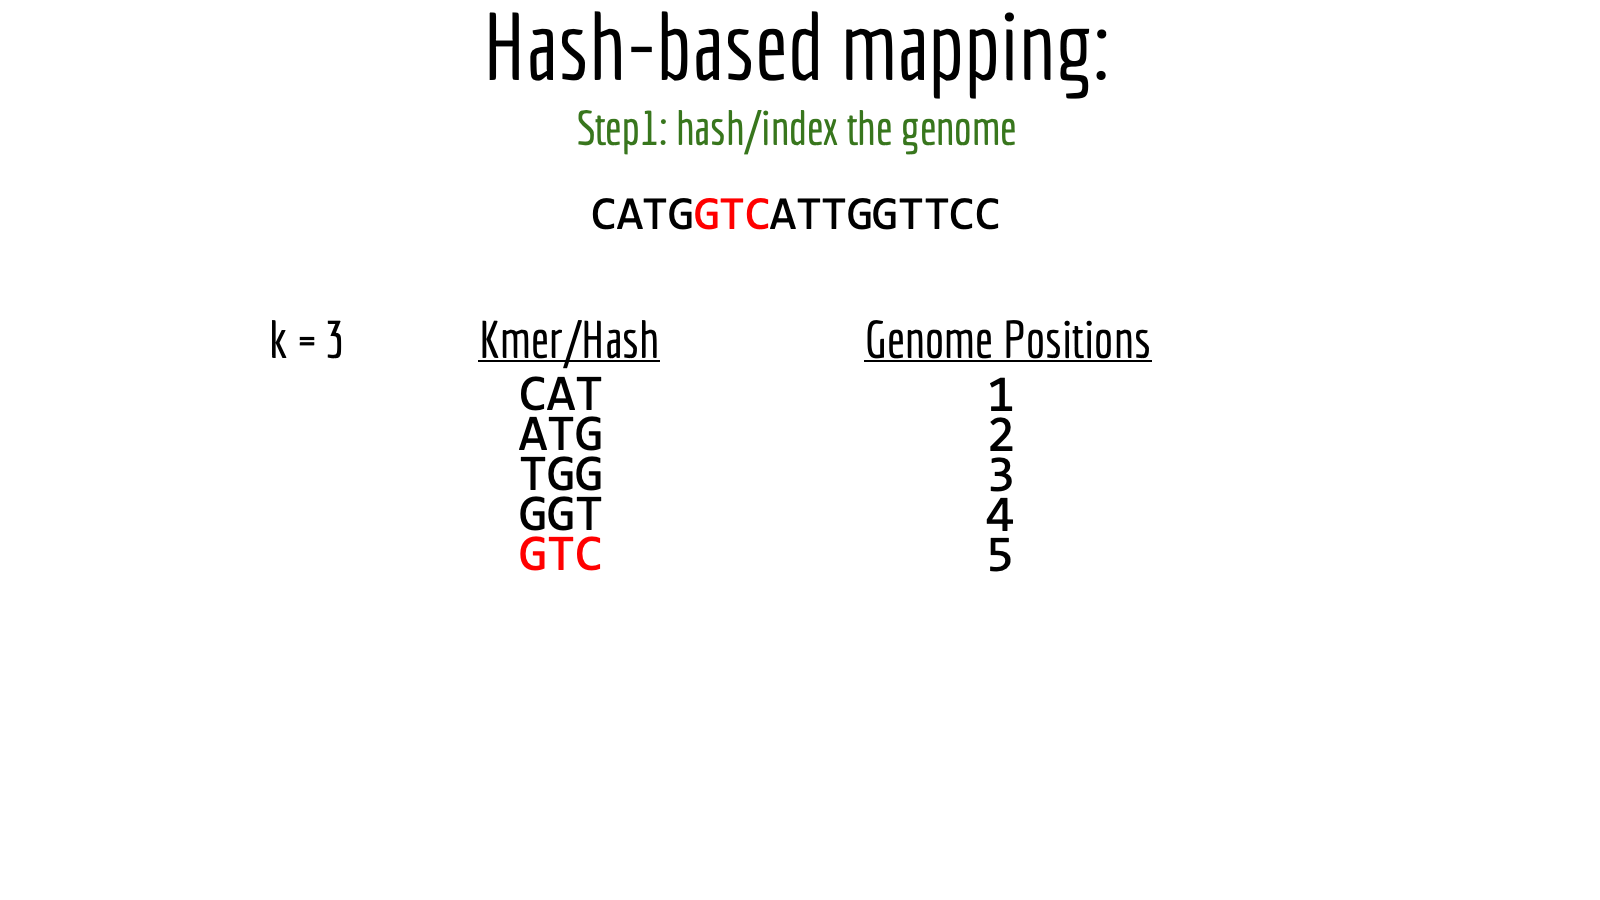 Hash-based mapping:
Step1: hash/index the genome
CATGGTCATTGGTTCC
k = 3 Kmer/Hash Genome Positions
CAT 1
ATG 2
TGG 3
GGT 4
GTC 5